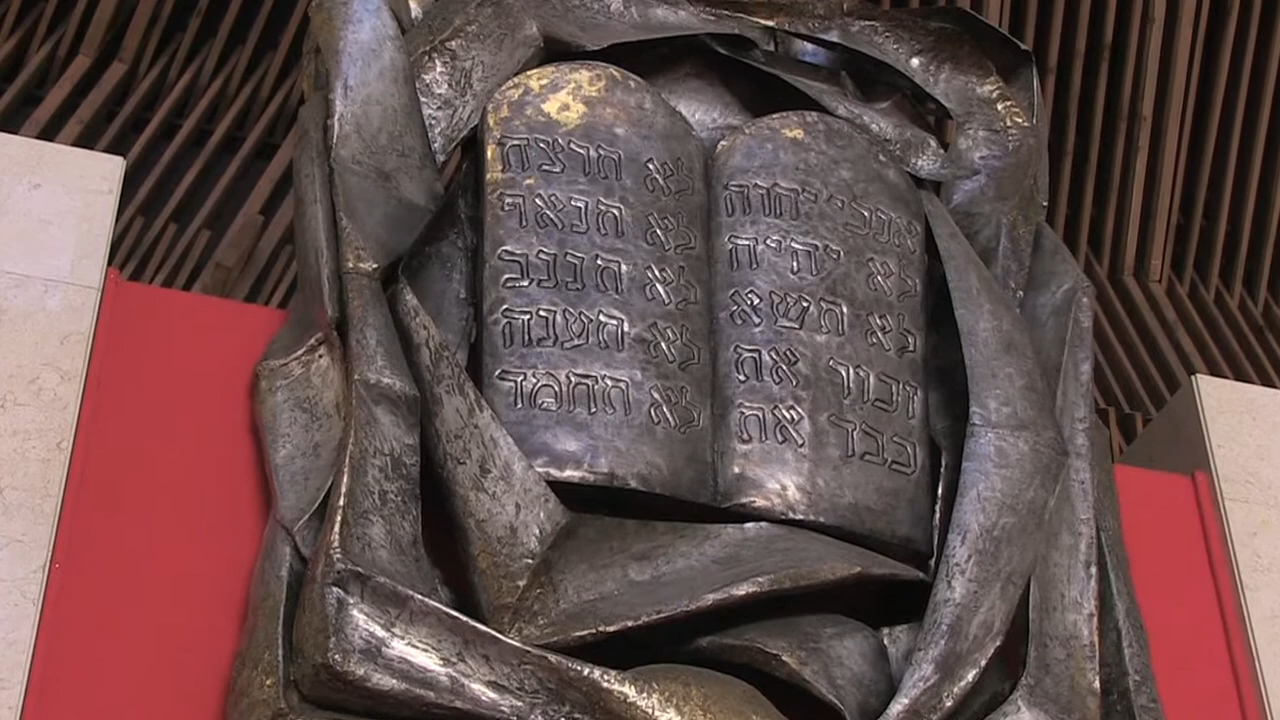 אנכי יהוה
לא יהיה
לא תשא
זכור את
כבד את
לא תרצח
לא תנאף
לא תגנב
לא תענה
לא תחמד